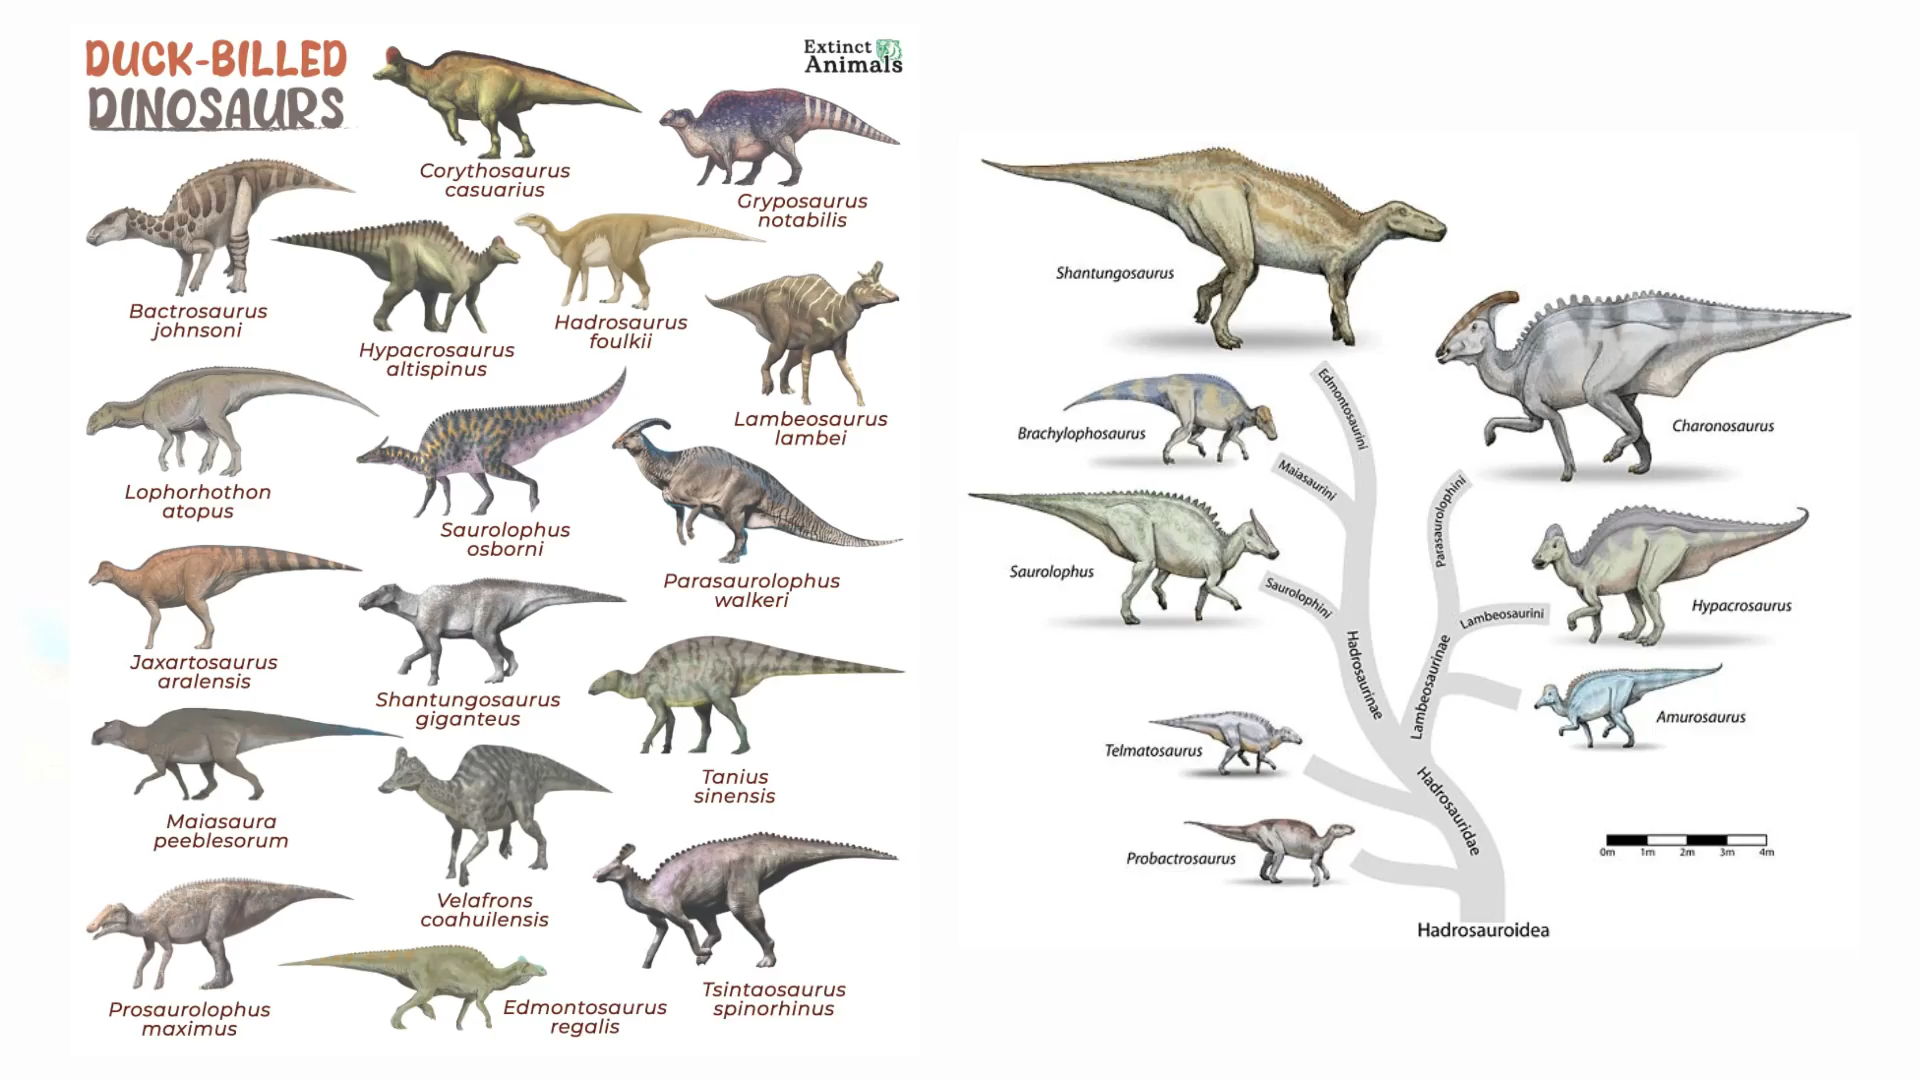 DUCK-BILLED
DINOSAURS
Extinct
Animals
Corythosaurus
casuarius
Gryposaurus
notabilis
Bactrosaurus
johnsoni
Hypacrosaurus
altispinus
Hadrosaurus
foulkii
Lambeosaurus
lambei
Lophorhothon
atopus
Saurolophus
osborni
Parasaurolophus
walkeri
Jaxartosaurus
aralensis
Shantungosaurus
giganteus
Tanius
sinensis
Maiasaura
peeblesorum
Velafrons
coahuilensis
Prosaurolophus
maximus
Edmontosaurus
regalis
Tsintaosaurus
spinorhinus
Shantungosaurus
Edmontosaurini
Charonosaurus
Brachylophosaurus
Maiasaurini
Parasaurolophini
Saurolophus
Saurolophini
Lambeosaurini
Hypacrosaurus
Hadrosaurinae
Lambeosaurinae
Amurosaurus
Telmatosaurus
Hadrosauridae
Probactrosaurus
0m 1m 2m 3m 4m
Hadrosauroidea